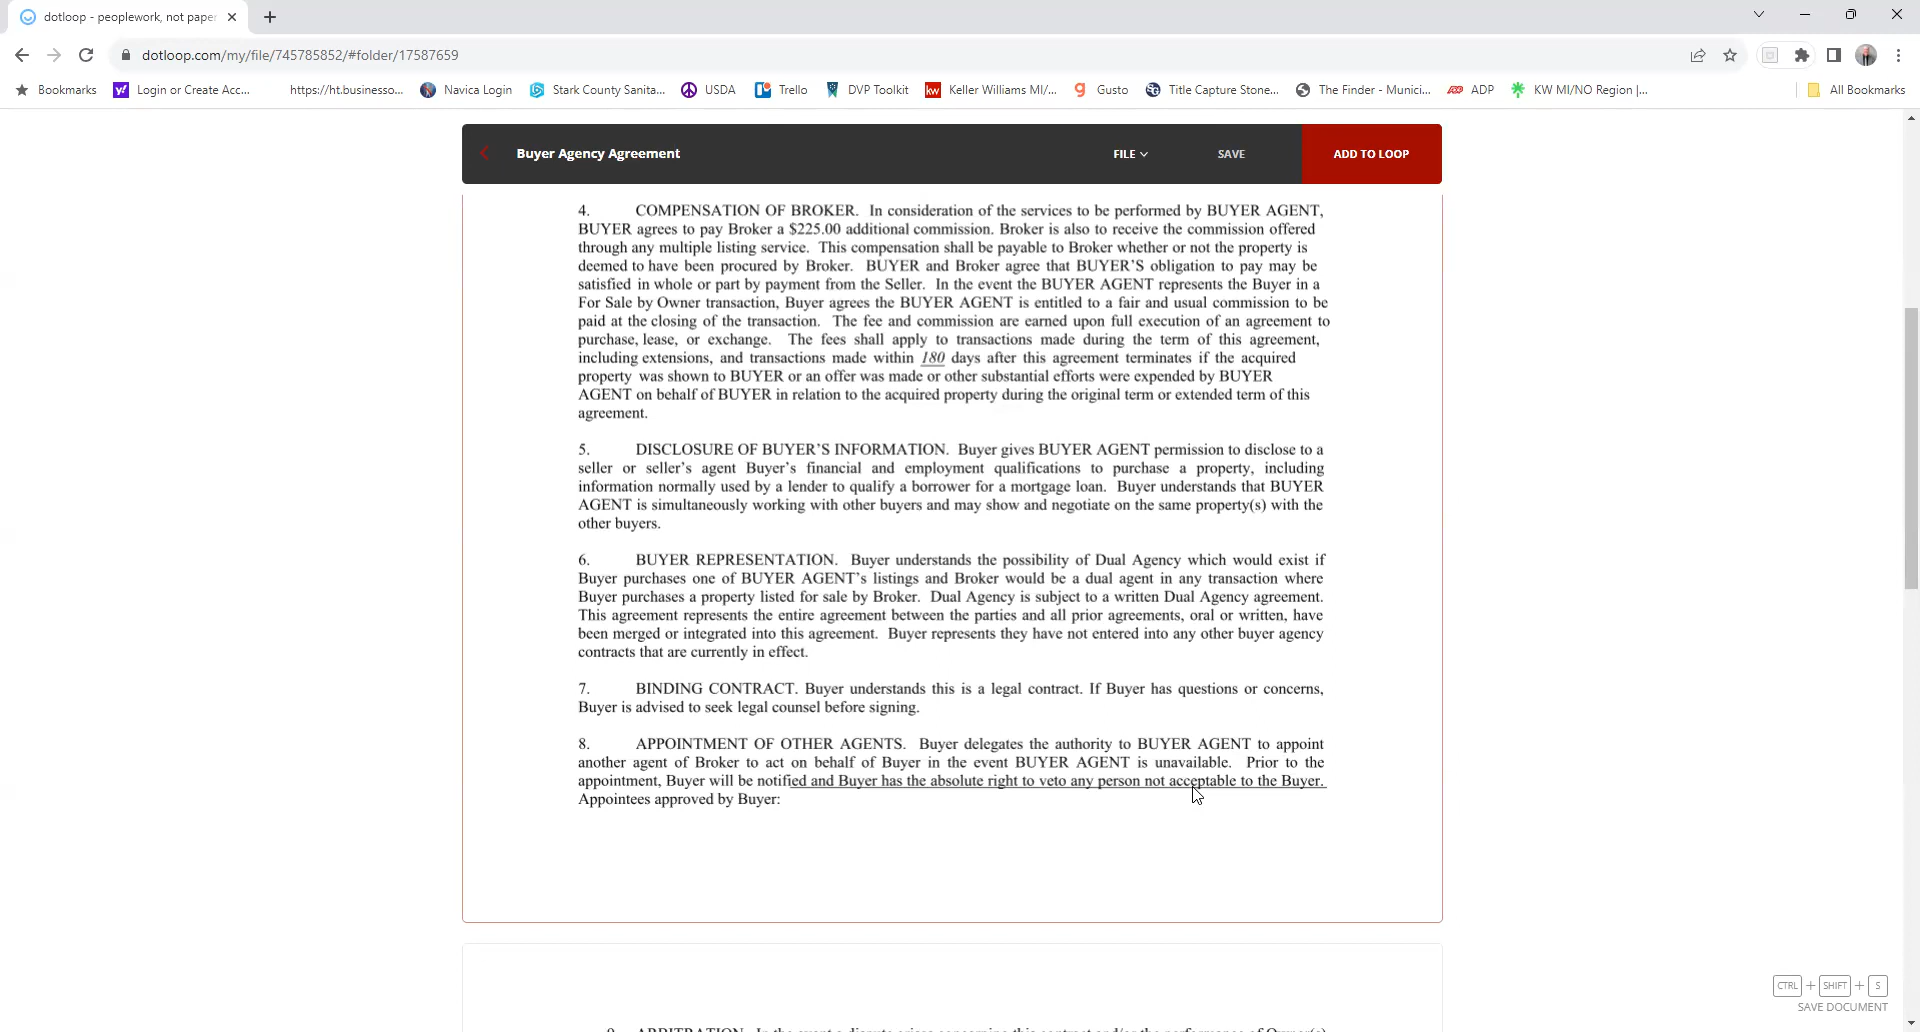 dotloop - peoplework, not paper
dotloop.com/my/file/745785852/#folder/17587659
Bookmarks Login or Create Acc... https://ht.businesso... Navica Login Stark County Sanita... USDA Trello DVP Toolkit Keller Williams MI/... Gusto Title Capture Stone... The Finder - Munici... ADP KW MI/NO Region |... All Bookmarks
Buyer Agency Agreement FILE SAVE ADD TO LOOP
4. COMPENSATION OF BROKER. In consideration of the services to be performed by BUYER AGENT,
BUYER agrees to pay Broker a $225.00 additional commission. Broker is also to receive the commission offered
through any multiple listing service. This compensation shall be payable to Broker whether or not the property is
deemed to have been procured by Broker. BUYER and Broker agree that BUYER'S obligation to pay may be
satisfied in whole or part by payment from the Seller. In the event the BUYER AGENT represents the Buyer in a
For Sale by Owner transaction, Buyer agrees the BUYER AGENT is entitled to a fair and usual commission to be
paid at the closing of the transaction. The fee and commission are earned upon full execution of an agreement to
purchase, lease, or exchange. The fees shall apply to transactions made during the term of this agreement,
including extensions, and transactions made within 180 days after this agreement terminates if the acquired
property was shown to BUYER or an offer was made or other substantial efforts were expended by BUYER
AGENT on behalf of BUYER in relation to the acquired property during the original term or extended term of this
agreement.
5. DISCLOSURE OF BUYER'S INFORMATION. Buyer gives BUYER AGENT permission to disclose to a
seller or seller's agent Buyer's financial and employment qualifications to purchase a property, including
information normally used by a lender to qualify a borrower for a mortgage loan. Buyer understands that BUYER
AGENT is simultaneously working with other buyers and may show and negotiate on the same property(s) with the
other buyers.
6. BUYER REPRESENTATION. Buyer understands the possibility of Dual Agency which would exist if
Buyer purchases one of BUYER AGENT's listings and Broker would be a dual agent in any transaction where
Buyer purchases a property listed for sale by Broker. Dual Agency is subject to a written Dual Agency agreement.
This agreement represents the entire agreement between the parties and all prior agreements, oral or written, have
been merged or integrated into this agreement. Buyer represents they have not entered into any other buyer agency
contracts that are currently in effect.
7. BINDING CONTRACT. Buyer understands this is a legal contract. If Buyer has questions or concerns,
Buyer is advised to seek legal counsel before signing.
8. APPOINTMENT OF OTHER AGENTS. Buyer delegates the authority to BUYER AGENT to appoint
another agent of Broker to act on behalf of Buyer in the event BUYER AGENT is unavailable. Prior to the
appointment, Buyer will be notified and Buyer has the absolute right to veto any person not acceptable to the Buyer.
Appointees approved by Buyer:
CTRL + SHIFT + S
SAVE DOCUMENT
9. ARBITRATION. In the event a dispute arises concerning this contract and/or the performance of Owner(s)